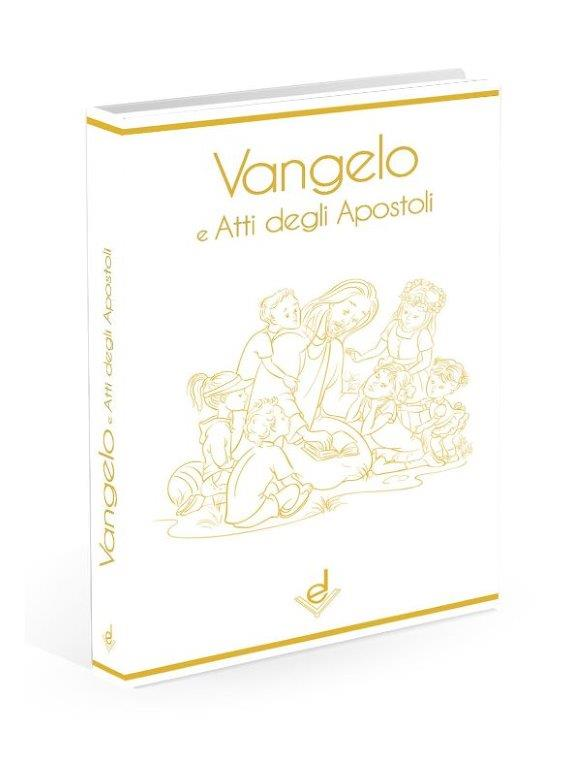 Vangelo
e Atti degli Apostoli
Vangelo e Atti degli Apostoli